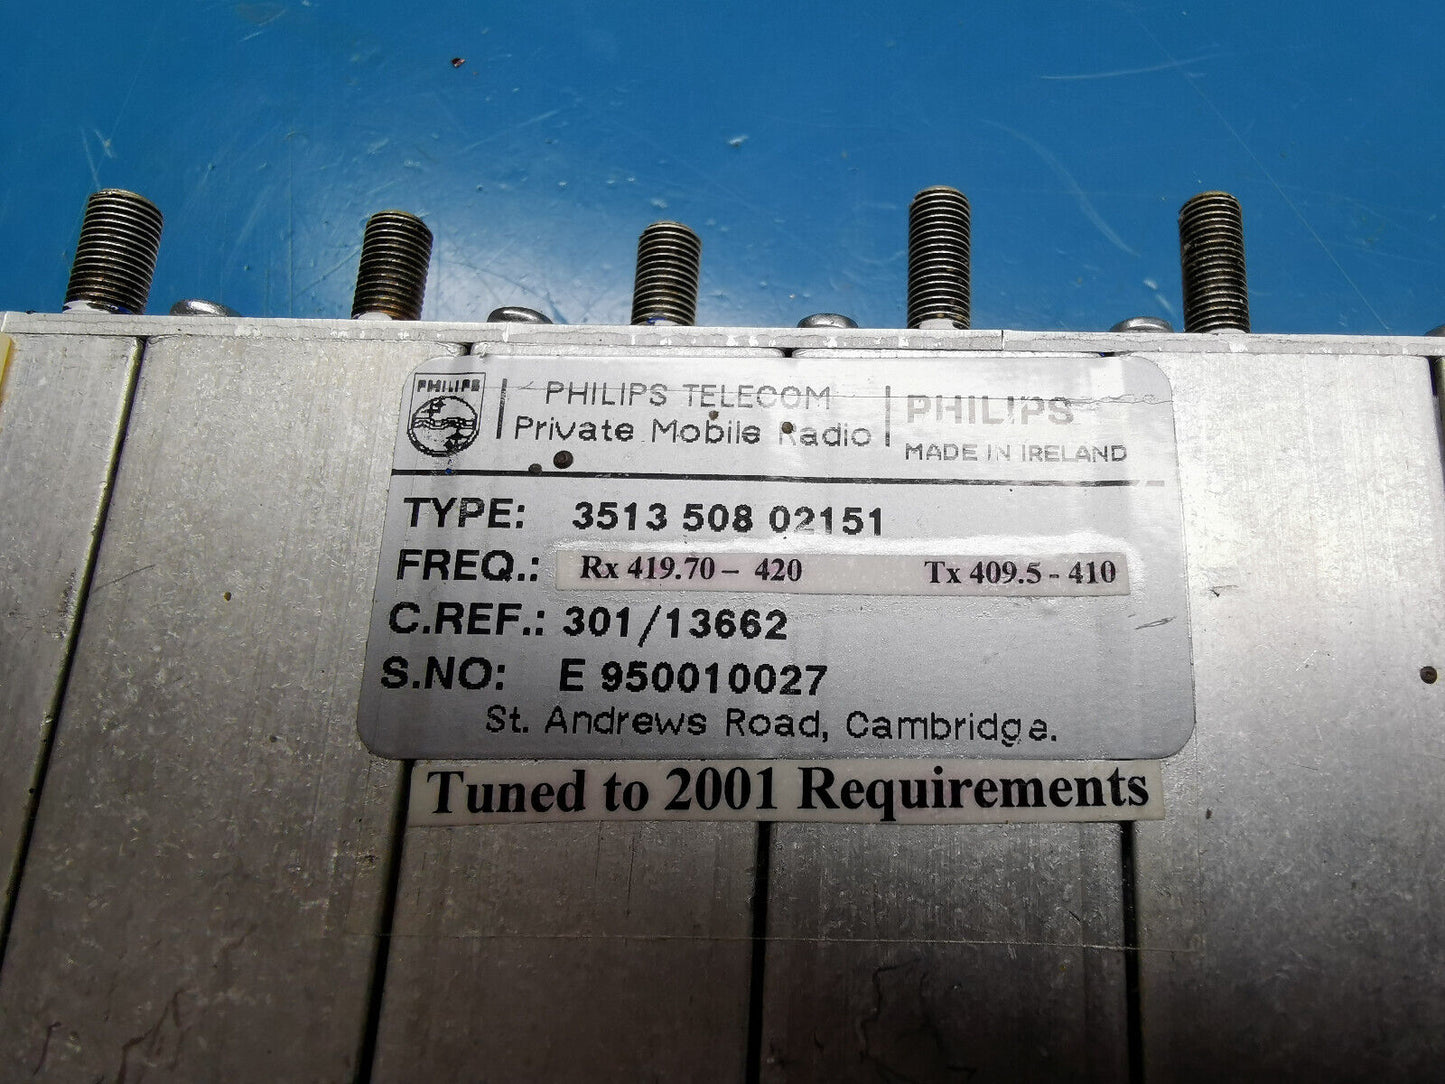 PHILIPS
PHILIPS TELECOM
Private Mobile Radio
PHILIPS
MADE IN IRELAND
TYPE: 3513 508 02151
FREQ.: Rx 419.70 – 420 Tx 409.5 - 410
C.REF.: 301/13662
S.NO: E 950010027
St. Andrews Road, Cambridge.
Tuned to 2001 Requirements